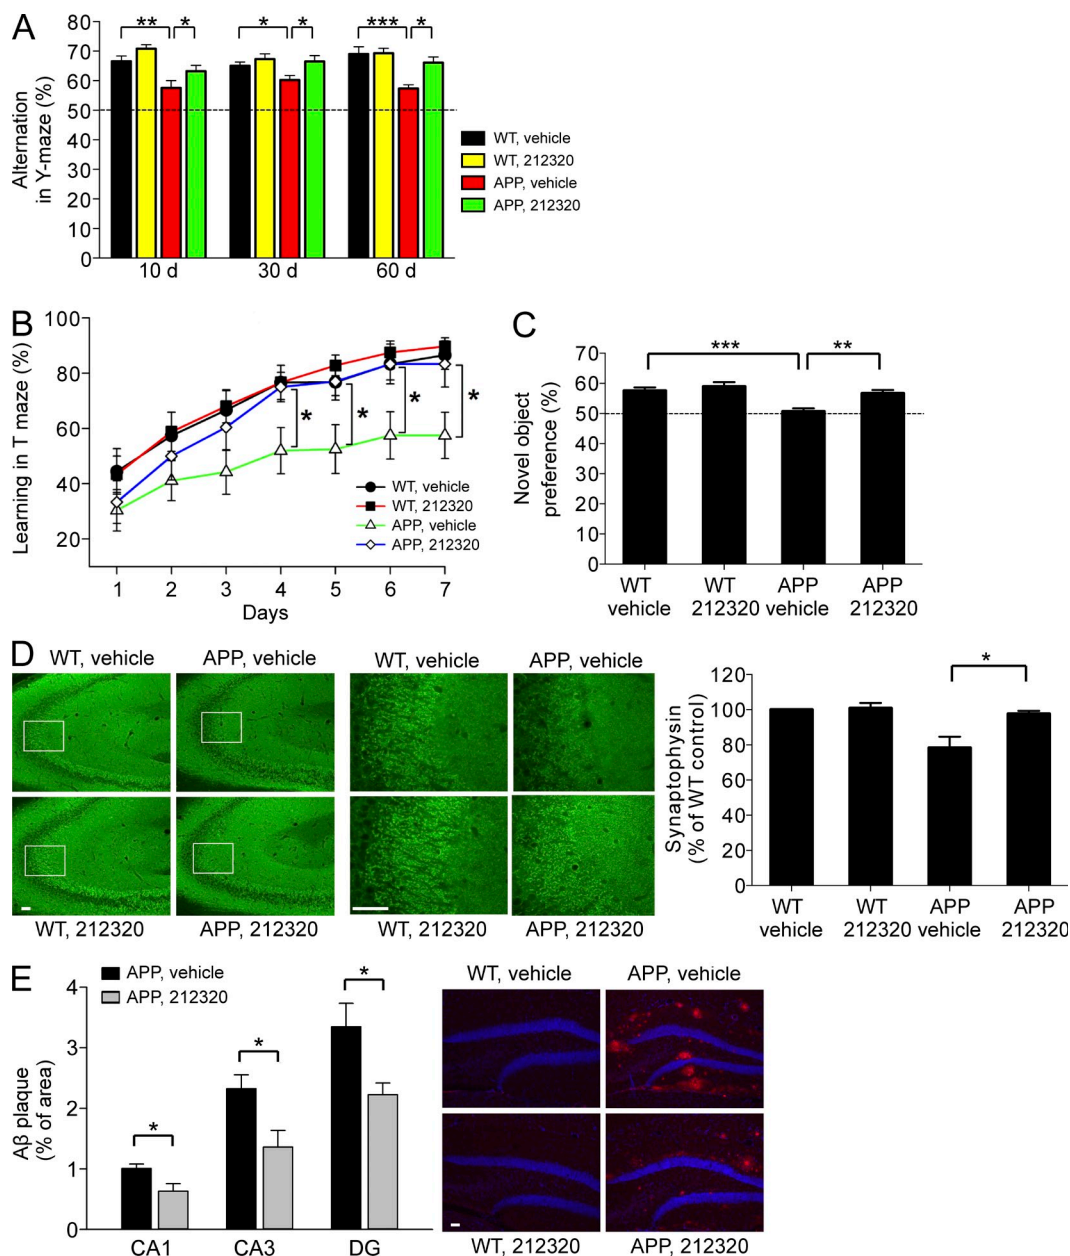 A
Alternation
in Y-maze (%)
80
70
60
50
40
30
20
10
0
** *
* *
*** *
10 d 30 d 60 d
WT, vehicle
WT, 212320
APP, vehicle
APP, 212320
B
Learning in T maze (%)
100
80
60
40
20
* * * *
WT, vehicle
WT, 212320
APP, vehicle
APP, 212320
1 2 3 4 5 6 7
Days
C
Novel object
preference (%)
70
60
50
40
30
20
10
0
*** **
WT
vehicle
WT
212320
APP
vehicle
APP
212320
D
WT, vehicle APP, vehicle WT, vehicle APP, vehicle
WT, 212320 APP, 212320 WT, 212320 APP, 212320
Synaptophysin
(% of WT control)
120
100
80
60
40
20
0
*
WT
vehicle
WT
212320
APP
vehicle
APP
212320
E
APP, vehicle
APP, 212320
Aβ plaque
(% of area)
4
3
2
1
0
* * *
CA1 CA3 DG
WT, vehicle APP, vehicle
WT, 212320 APP, 212320